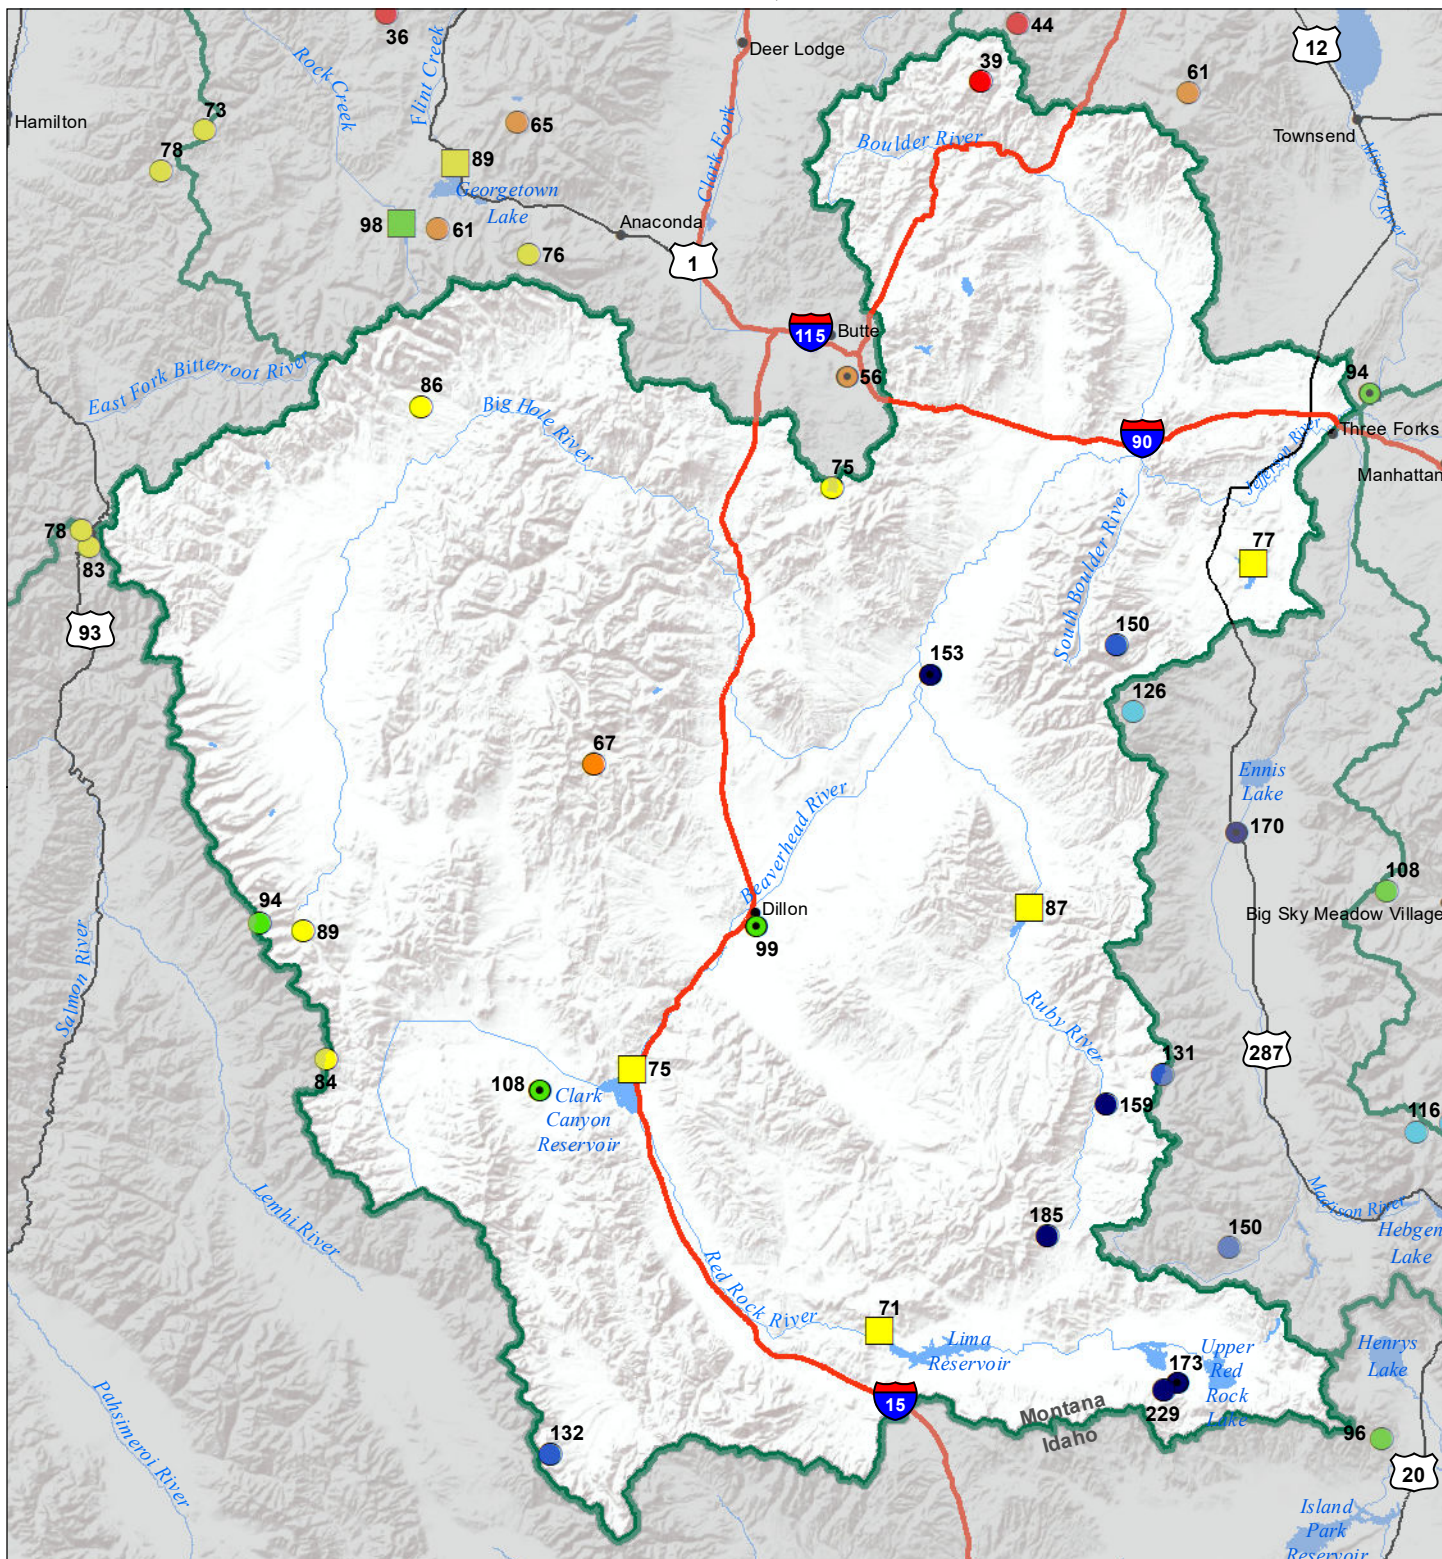 36
44
Deer Lodge
12
39
61
Rock Creek
Flint Creek
Clark Fork
Hamilton
73
65
Boulder River
Townsend
78
89
Georgetown
Lake
Missouri River
98
61
Anaconda
76
1
115
Butte
56
East Fork Bitterroot River
86
Big Hole River
94
90
Three Forks
Jefferson River
Manhattan
75
78
83
South Boulder River
77
93
150
153
126
67
Ennis
Lake
170
Beaverhead River
108
94
89
Dillon
99
87
Big Sky Meadow Village
Salmon River
Ruby River
84
75
131
287
108
Clark
Canyon
Reservoir
159
116
Lemhi River
Madison River
185
150
Hebgen
Lake
Red Rock River
71
Lima
Reservoir
Upper
Red
Rock
Lake
173
229
Henrys
Lake
Pahsimeroi River
15
Montana
Idaho
132
96
20
Island
Park
Reservoir